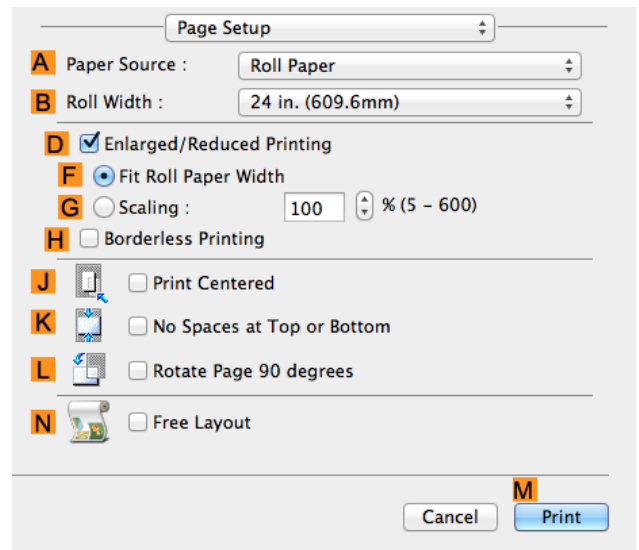 Page Setup
A Paper Source : Roll Paper
B Roll Width : 24 in. (609.6mm)
D Enlarged/Reduced Printing
F Fit Roll Paper Width
G Scaling : 100 % (5 – 600)
H Borderless Printing
J Print Centered
K No Spaces at Top or Bottom
L Rotate Page 90 degrees
N Free Layout
M
Cancel Print